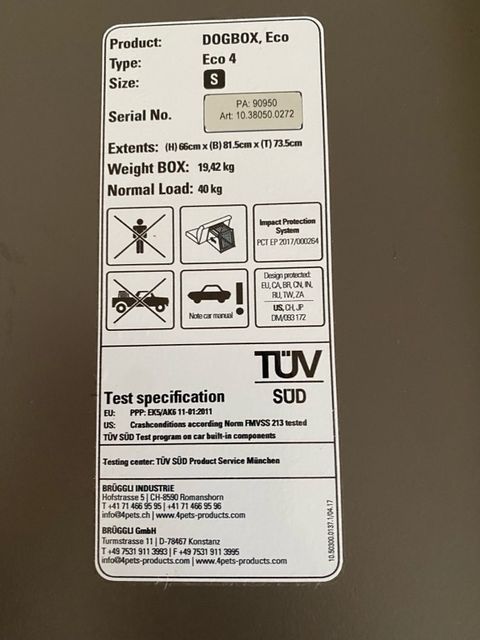 Product: DOGBOX, Eco
Type: Eco 4
Size: S
Serial No.
PA: 90950
Art: 10.38050.0272
Extents: (H) 66cm x (B) 81.5cm x (T) 73.5cm
Weight BOX: 19,42 kg
Normal Load: 40 kg
Impact Protection
System
PCT EP 2017/000264
Note car manual
Design protected:
EU, CA, BR, CN, IN,
RU, TW, ZA
US, CH, JP
DM/093 172
TÜV
SÜD
Test specification
EU: PPP: EK5/AK6 11-01:2011
US: Crashconditions according Norm FMVSS 213 tested
TÜV SÜD Test program on car built-in components
Testing center: TÜV SÜD Product Service München
BRÜGGLI INDUSTRIE
Hofstrasse 5 | CH-8590 Romanshorn
T +41 71 466 95 95 | +41 71 466 95 96
info@4pets.ch | www.4pets-products.com
BRÜGGLI GmbH
Turmstrasse 11 | D-78467 Konstanz
T +49 7531 911 3993 | F +49 7531 911 3995
info@4pets-products.com | www.4pets-products.com
10.50300.0137.1/04.17